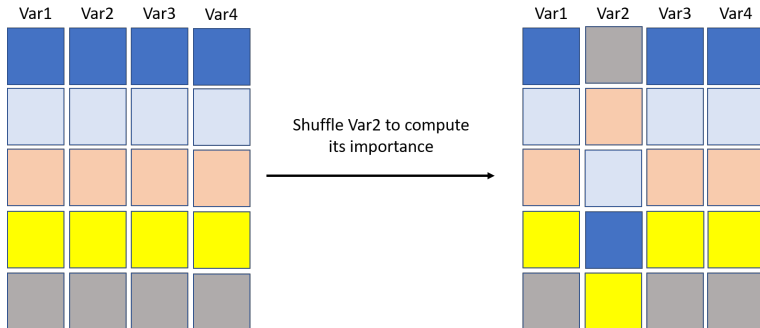 Var1 Var2 Var3 Var4
Var1 Var2 Var3 Var4
Shuffle Var2 to compute
its importance